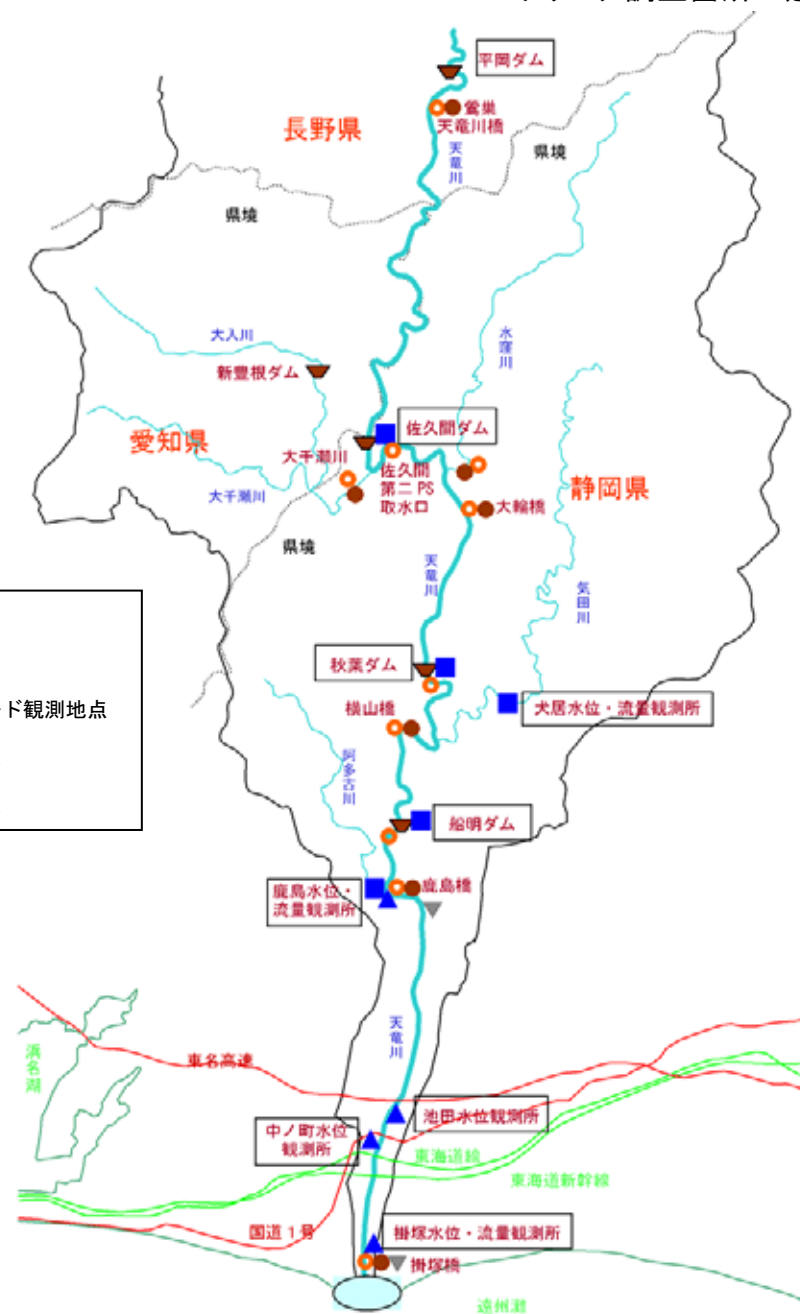 平岡ダム
鶯巣
天竜川橋
長野県
天竜川
県境
県境
大入川
水窪川
新豊根ダム
佐久間ダム
愛知県
大千瀬川
佐久間
第二 PS
取水口
静岡県
大千瀬川
大輪橋
県境
天竜川
気田川
秋葉ダム
犬居水位・流量観測所
ド観測地点
横山橋
阿多古川
船明ダム
鹿島水位・
流量観測所
鹿島橋
天竜川
浜名湖
東名高速
池田水位観測所
中ノ町水位
観測所
東海道線
東海道新幹線
国道1号
掛塚水位・流量観測所
掛塚橋
遠州灘